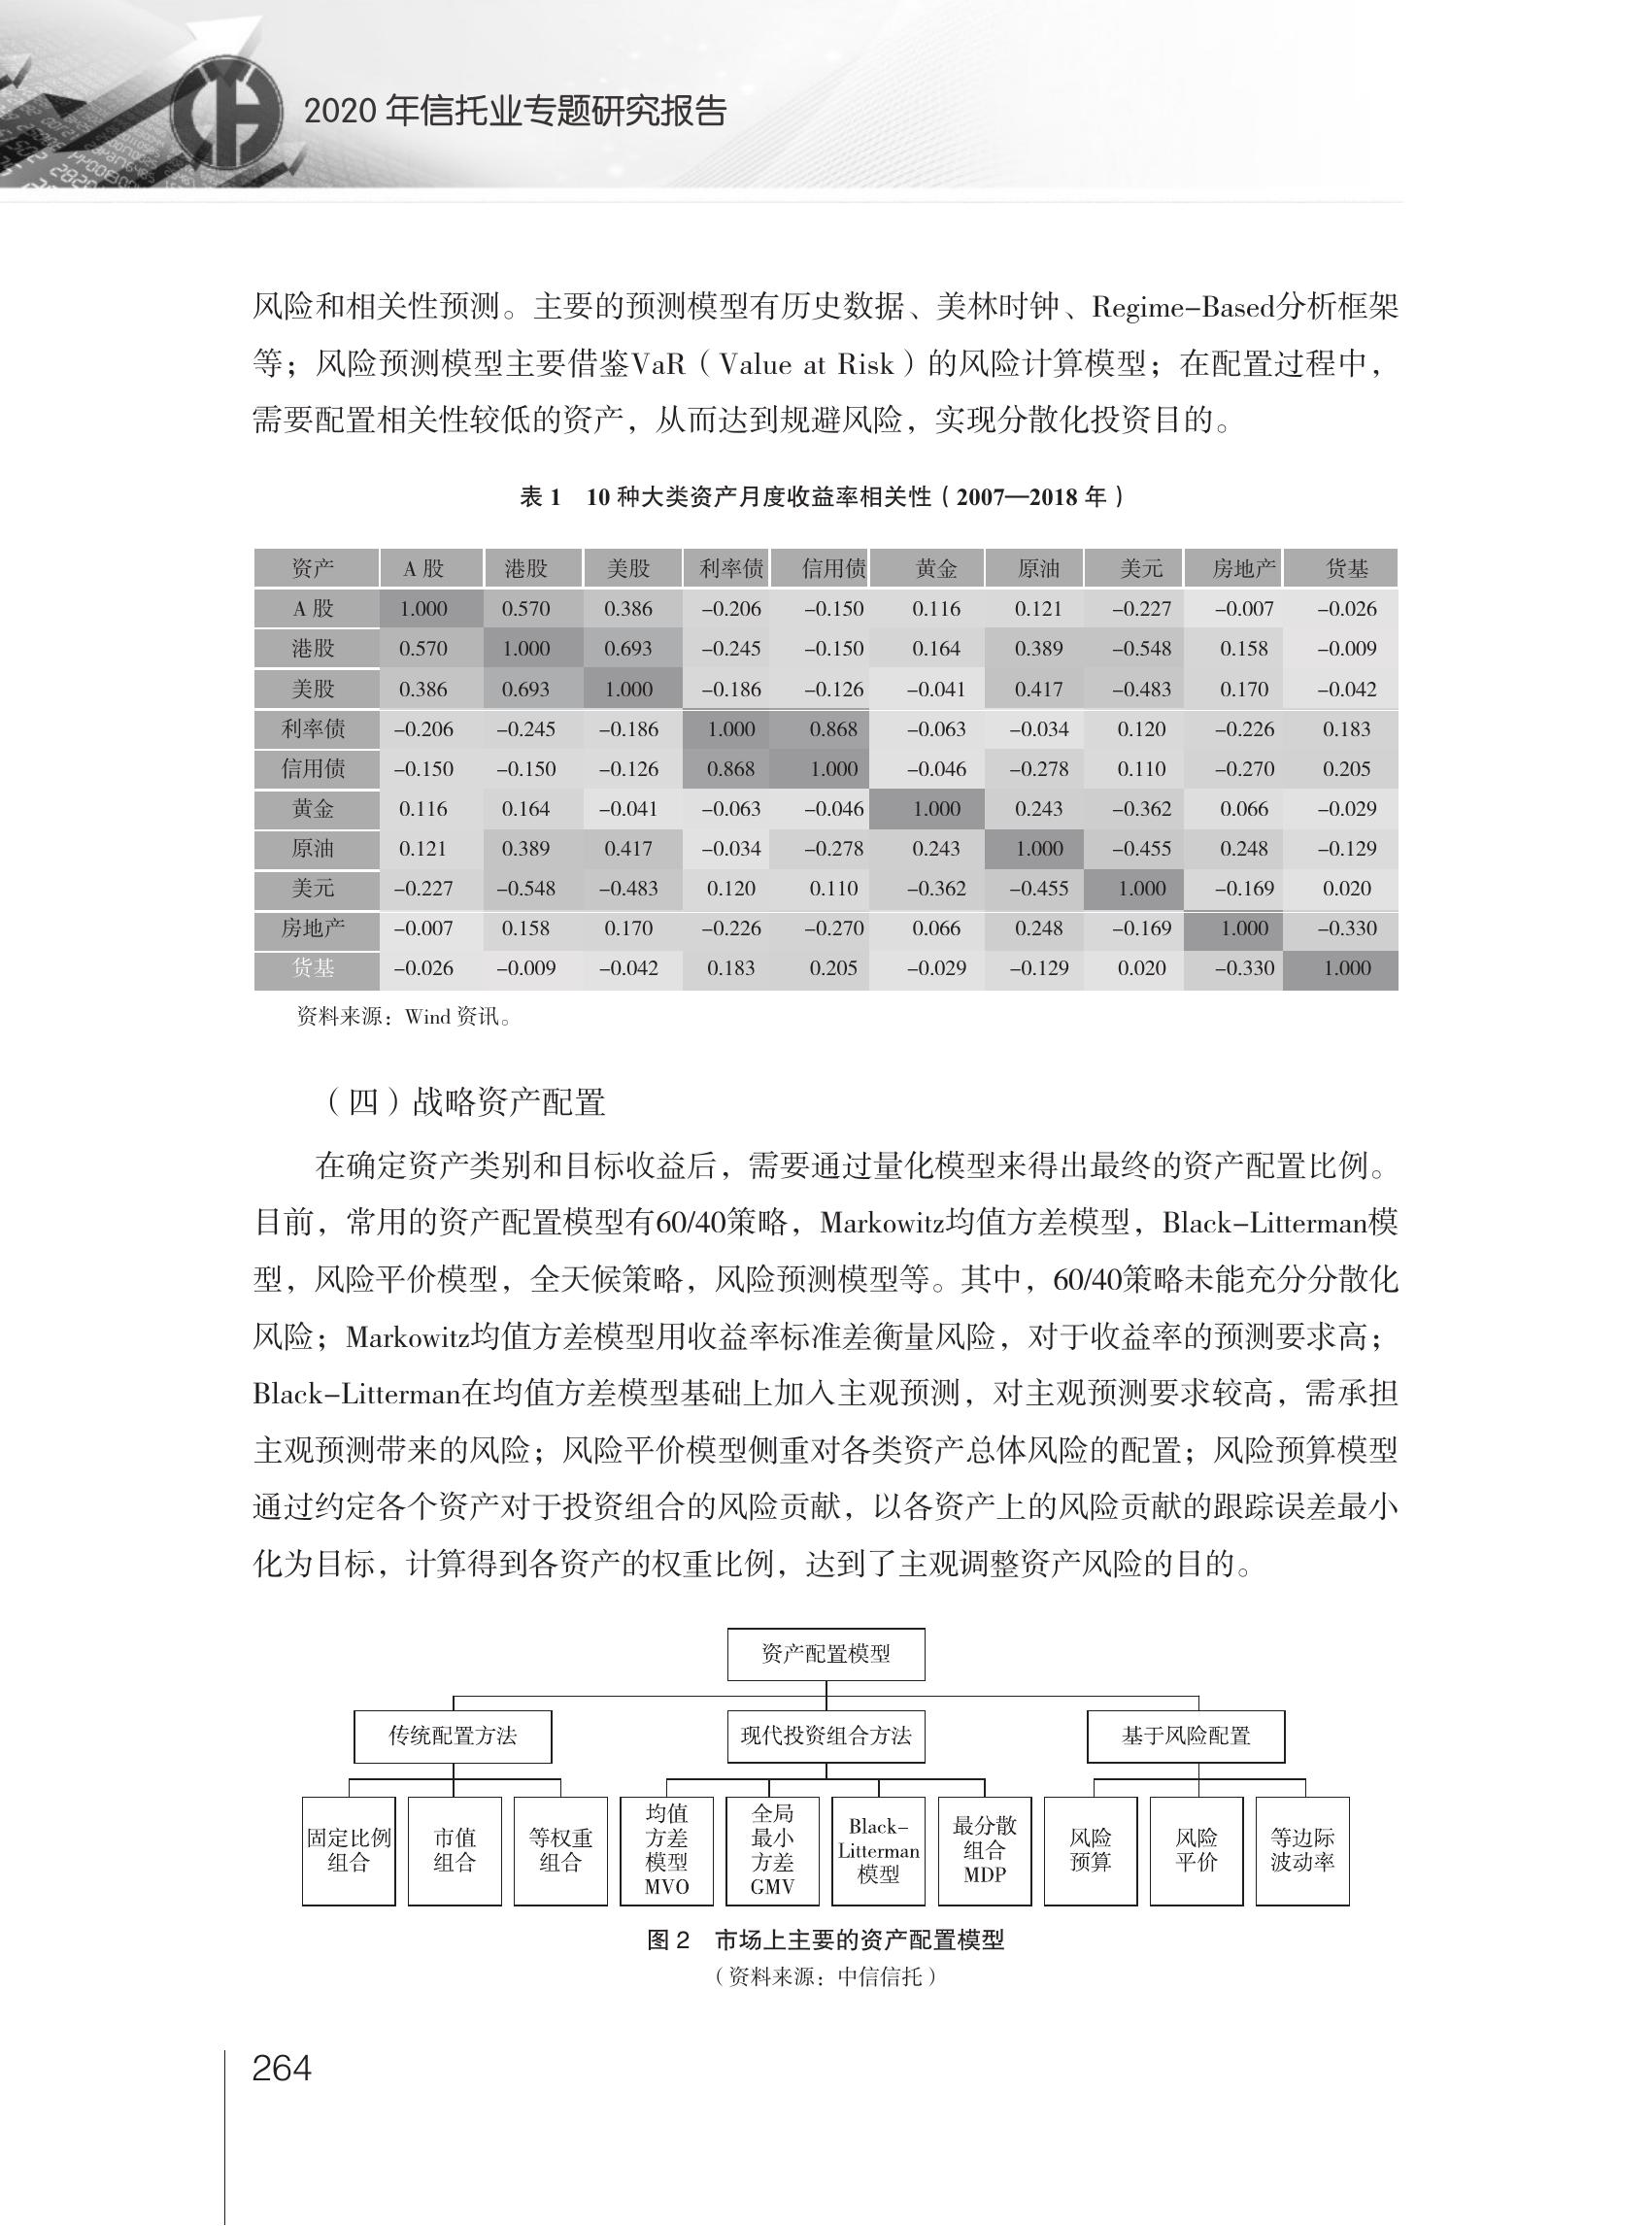 2020 年信托业专题研究报告
风险和相关性预测。主要的预测模型有历史数据、美林时钟、Regime–Based分析框架
等；风险预测模型主要借鉴VaR（Value at Risk）的风险计算模型；在配置过程中，
需要配置相关性较低的资产，从而达到规避风险，实现分散化投资目的。
表 1　10 种大类资产月度收益率相关性（2007—2018 年）
资产 A 股 港股 美股 利率债 信用债 黄金 原油 美元 房地产 货基
A 股 1.000 0.570 0.386 –0.206 –0.150 0.116 0.121 –0.227 –0.007 –0.026
港股 0.570 1.000 0.693 –0.245 –0.150 0.164 0.389 –0.548 0.158 –0.009
美股 0.386 0.693 1.000 –0.186 –0.126 –0.041 0.417 –0.483 0.170 –0.042
利率债 –0.206 –0.245 –0.186 1.000 0.868 –0.063 –0.034 0.120 –0.226 0.183
信用债 –0.150 –0.150 –0.126 0.868 1.000 –0.046 –0.278 0.110 –0.270 0.205
黄金 0.116 0.164 –0.041 –0.063 –0.046 1.000 0.243 –0.362 0.066 –0.029
原油 0.121 0.389 0.417 –0.034 –0.278 0.243 1.000 –0.455 0.248 –0.129
美元 –0.227 –0.548 –0.483 0.120 0.110 –0.362 –0.455 1.000 –0.169 0.020
房地产 –0.007 0.158 0.170 –0.226 –0.270 0.066 0.248 –0.169 1.000 –0.330
货基 –0.026 –0.009 –0.042 0.183 0.205 –0.029 –0.129 0.020 –0.330 1.000
资料来源：Wind 资讯。
（四）战略资产配置
在确定资产类别和目标收益后，需要通过量化模型来得出最终的资产配置比例。
目前，常用的资产配置模型有60/40策略，Markowitz均值方差模型，Black–Litterman模
型，风险平价模型，全天候策略，风险预测模型等。其中，60/40策略未能充分分散化
风险；Markowitz均值方差模型用收益率标准差衡量风险，对于收益率的预测要求高；
Black–Litterman在均值方差模型基础上加入主观预测，对主观预测要求较高，需承担
主观预测带来的风险；风险平价模型侧重对各类资产总体风险的配置；风险预算模型
通过约定各个资产对于投资组合的风险贡献，以各资产上的风险贡献的跟踪误差最小
化为目标，计算得到各资产的权重比例，达到了主观调整资产风险的目的。
资产配置模型
传统配置方法
现代投资组合方法
基于风险配置
固定比例
组合
市值
组合
等权重
组合
均值
方差
模型
MVO
全局
最小
方差
GMV
Black–
Litterman
模型
最分散
组合
MDP
风险
预算
风险
平价
等边际
波动率
图 2　市场上主要的资产配置模型
（资料来源：中信信托）
264